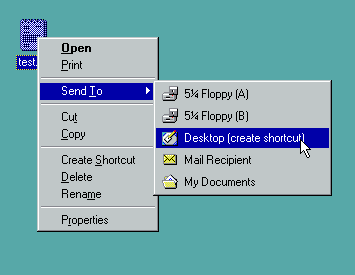 test.
Open
Print
Send To
Cut
Copy
Create Shortcut
Delete
Rename
Properties
5¼ Floppy (A)
5¼ Floppy (B)
Desktop (create shortcut)
Mail Recipient
My Documents